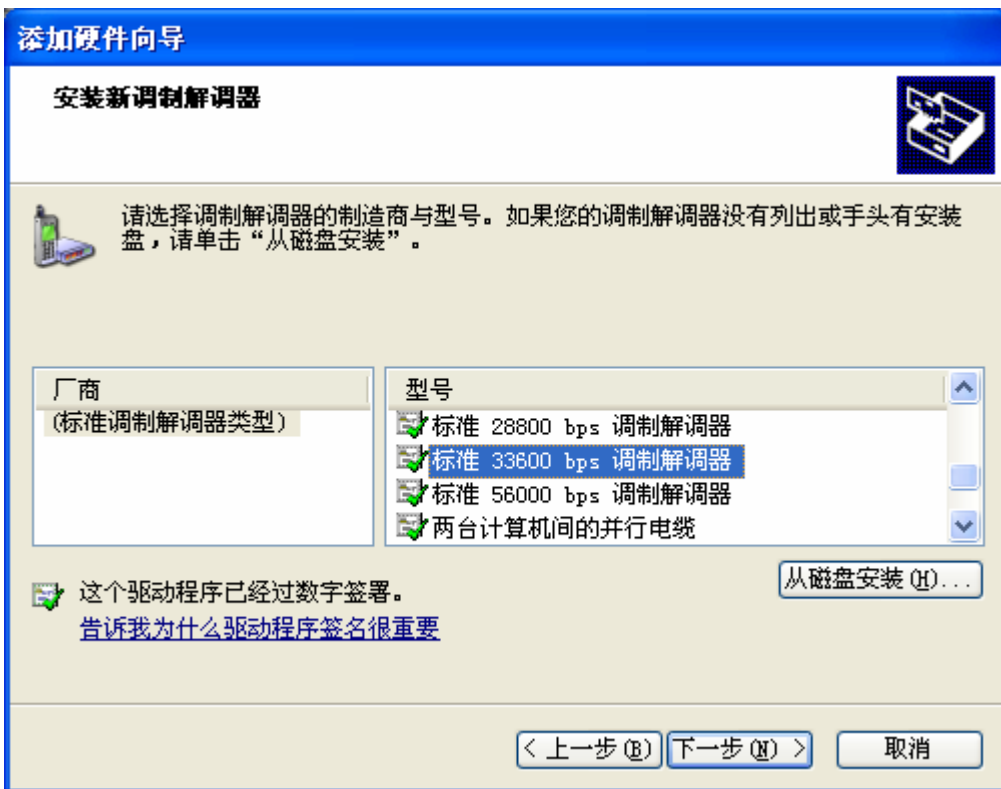 添加硬件向导
安装新调制解调器
请选择调制解调器的制造商与型号。如果您的调制解调器没有列出或手头有安装
盘，请单击“从磁盘安装”。
厂商
(标准调制解调器类型)
型号
标准 28800 bps 调制解调器
标准 33600 bps 调制解调器
标准 56000 bps 调制解调器
两台计算机间的并行电缆
从磁盘安装(H)...
这个驱动程序已经过数字签署。
告诉我为什么驱动程序签名很重要
< 上一步(B)
下一步(N) >
取消